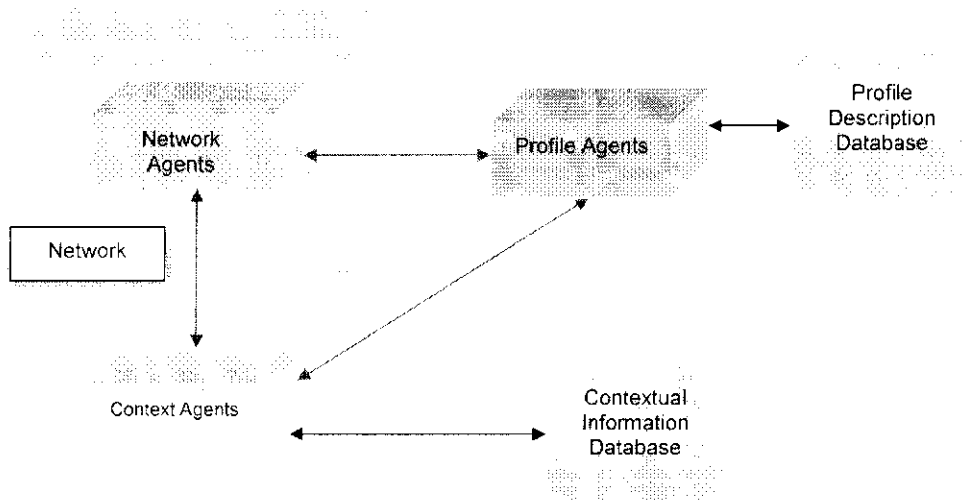 Network
Agents
Profile Agents
Profile
Description
Database
Network
Context Agents
Contextual
Information
Database